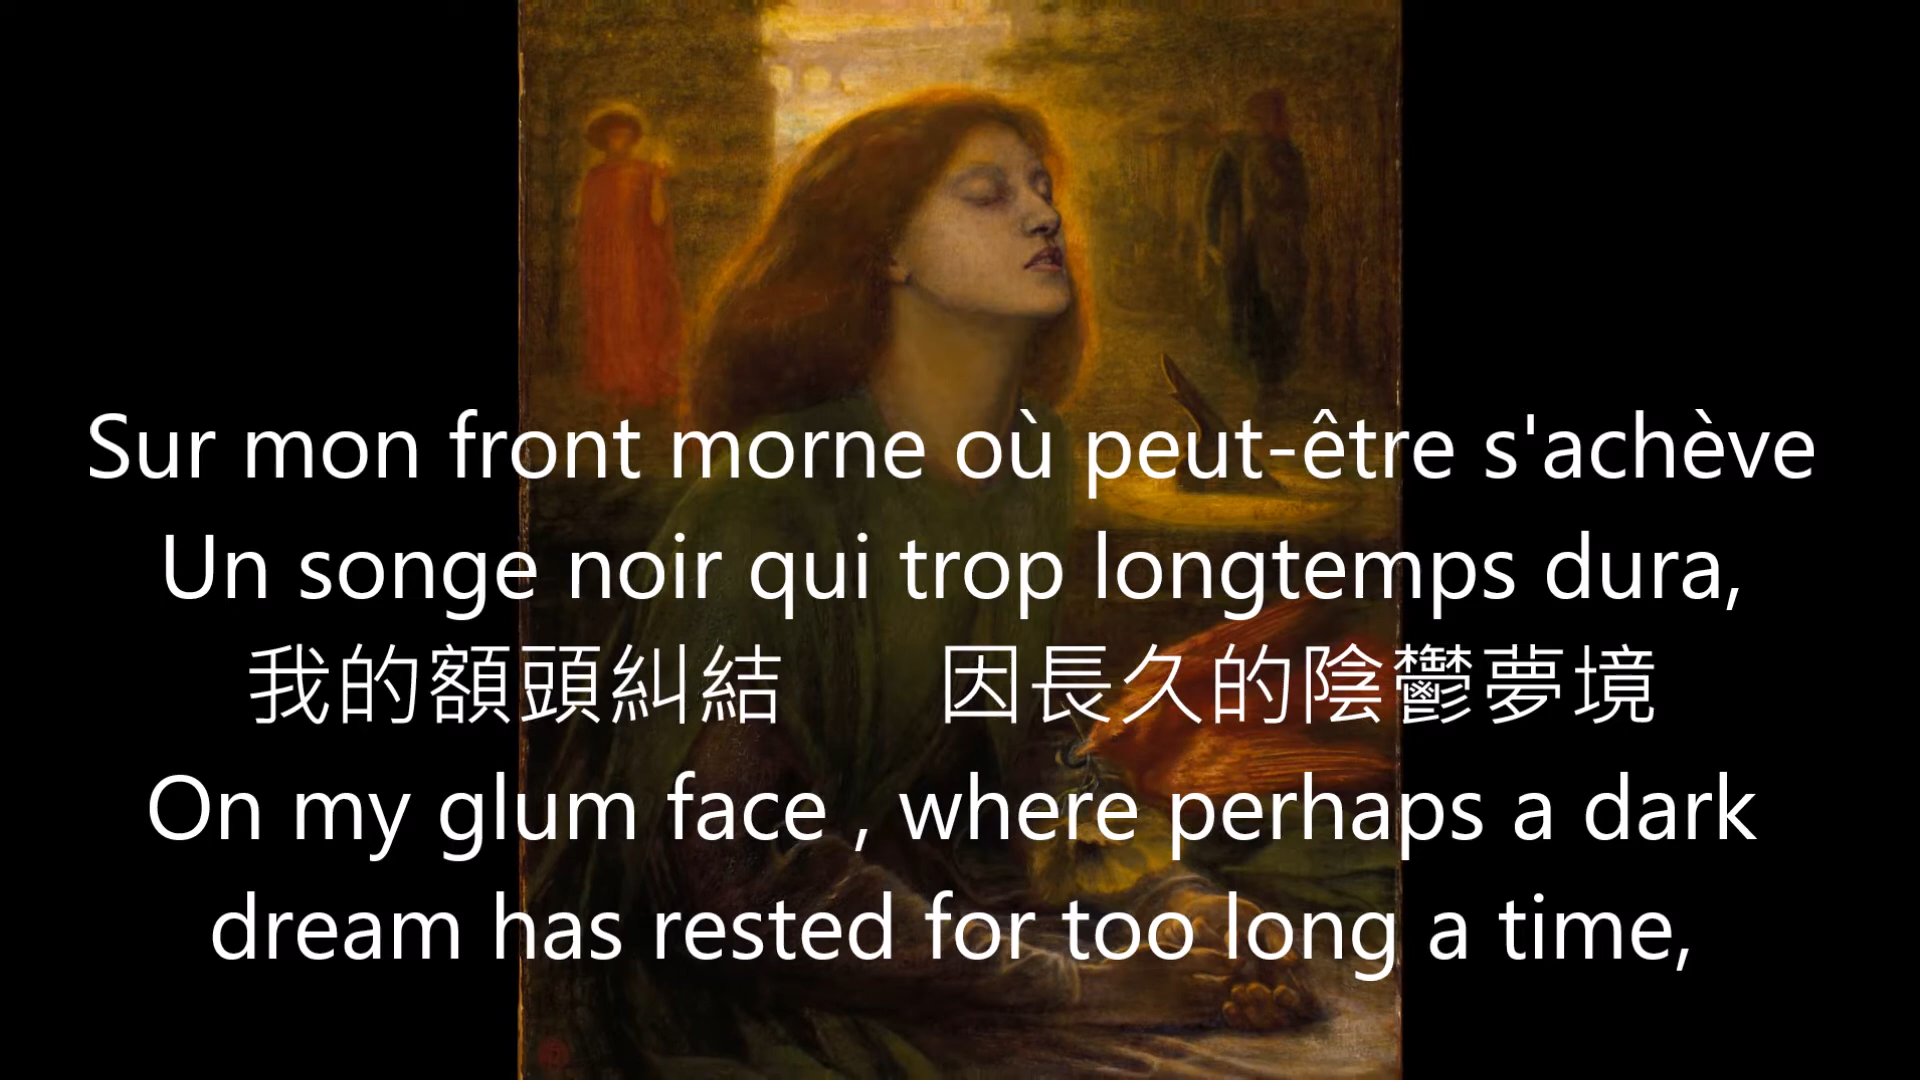 Sur mon front morne où peut-être s'achève
Un songe noir qui trop longtemps dura,
我的額頭糾結　　因長久的陰鬱夢境
On my glum face , where perhaps a dark
dream has rested for too long a time,